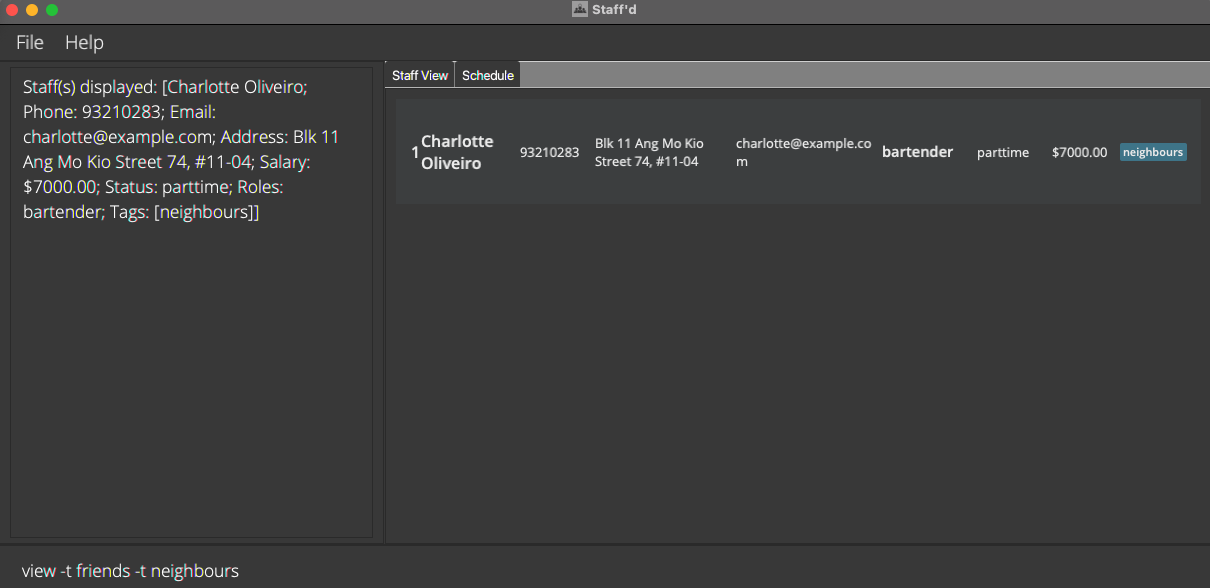 Staff'd
File Help
Staff(s) displayed: [Charlotte Oliveiro;
Phone: 93210283; Email:
charlotte@example.com; Address: Blk 11
Ang Mo Kio Street 74, #11-04; Salary:
$7000.00; Status: parttime; Roles:
bartender; Tags: [neighbours]]
Staff View Schedule
1 Charlotte
Oliveiro
93210283
Blk 11 Ang Mo Kio
Street 74, #11-04
charlotte@example.co
m
bartender
parttime
$7000.00
neighbours
view -t friends -t neighbours